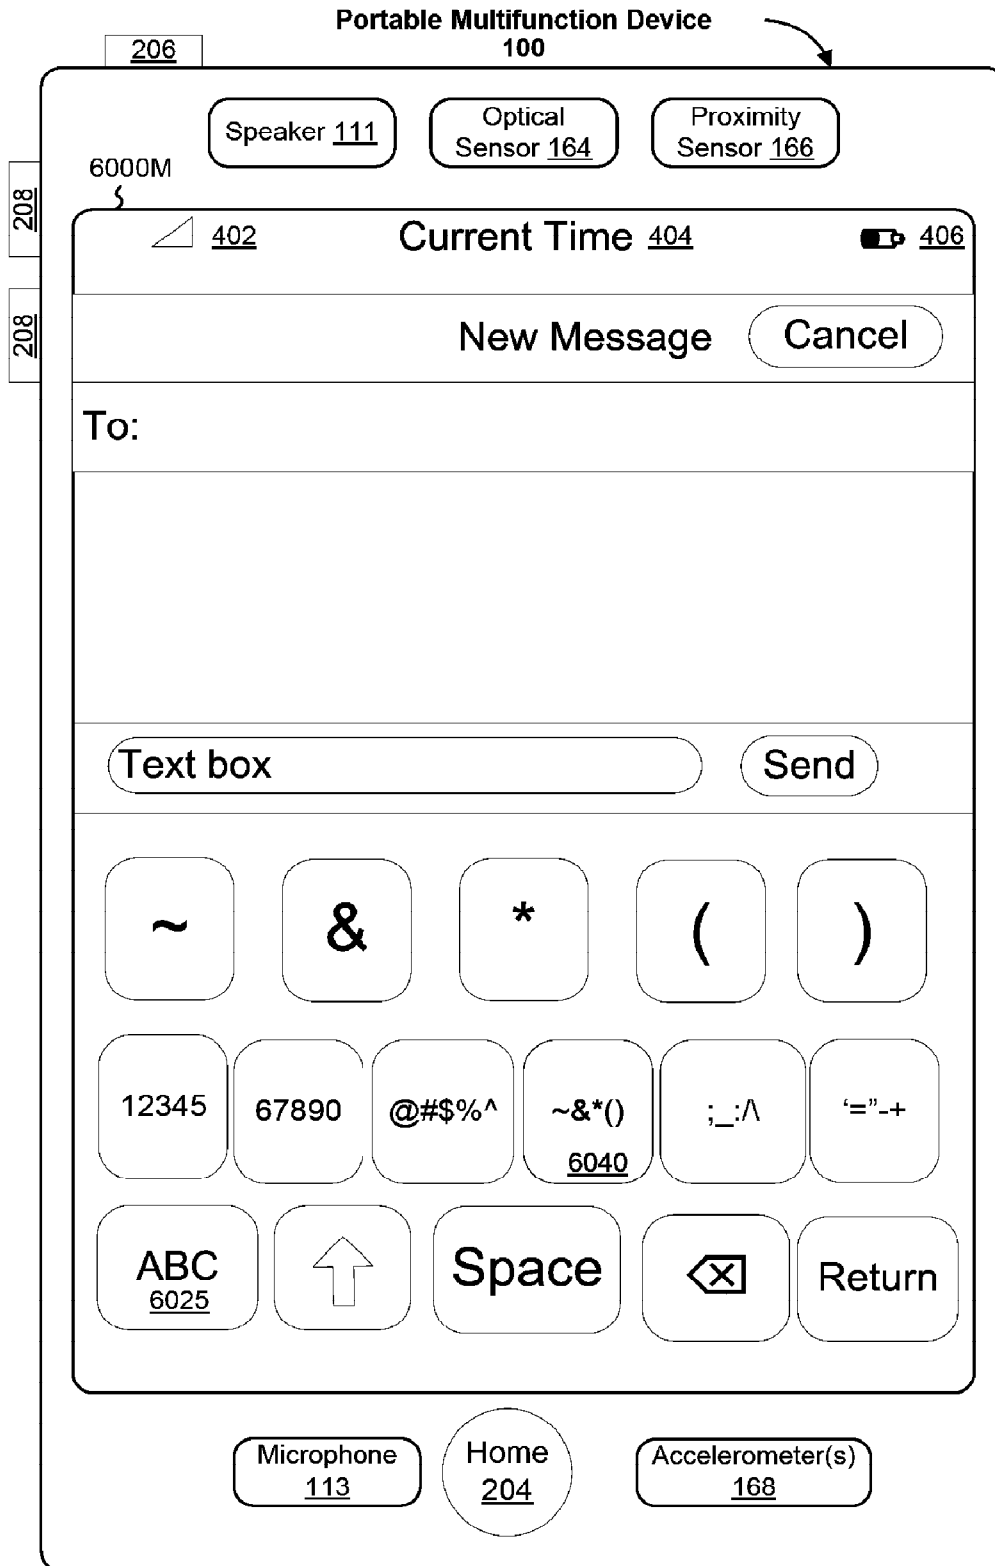 Portable Multifunction Device
100
206
Speaker 111
Optical
Sensor 164
Proximity
Sensor 166
6000M
208
208
402
Current Time 404
406
New Message
Cancel
To:
Text box
Send
~
&
*
(
)
12345
67890
@#$%^
~&*()
6040
;_:/\
‘=”-+
ABC
6025
Space
Return
Microphone
113
Home
204
Accelerometer(s)
168